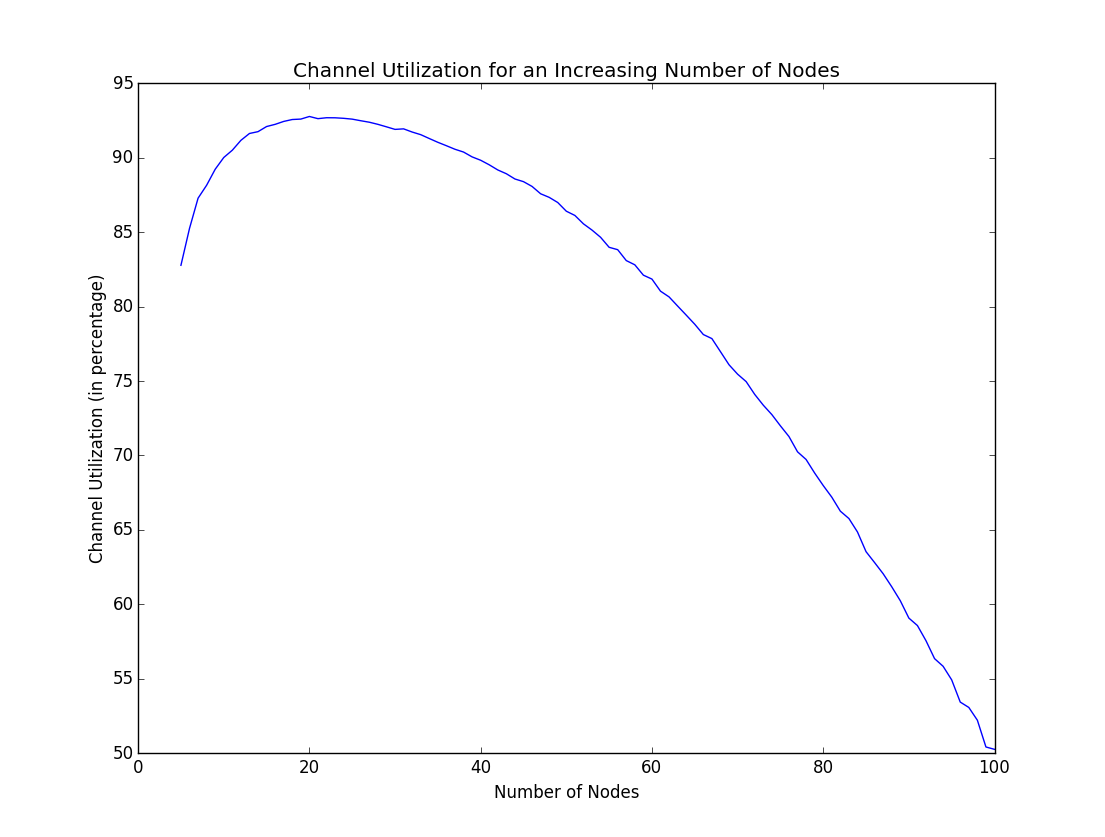 Channel Utilization for an Increasing Number of Nodes
95
90
85
80
75
70
65
60
55
50
Channel Utilization (in percentage)
0 20 40 60 80 100
Number of Nodes